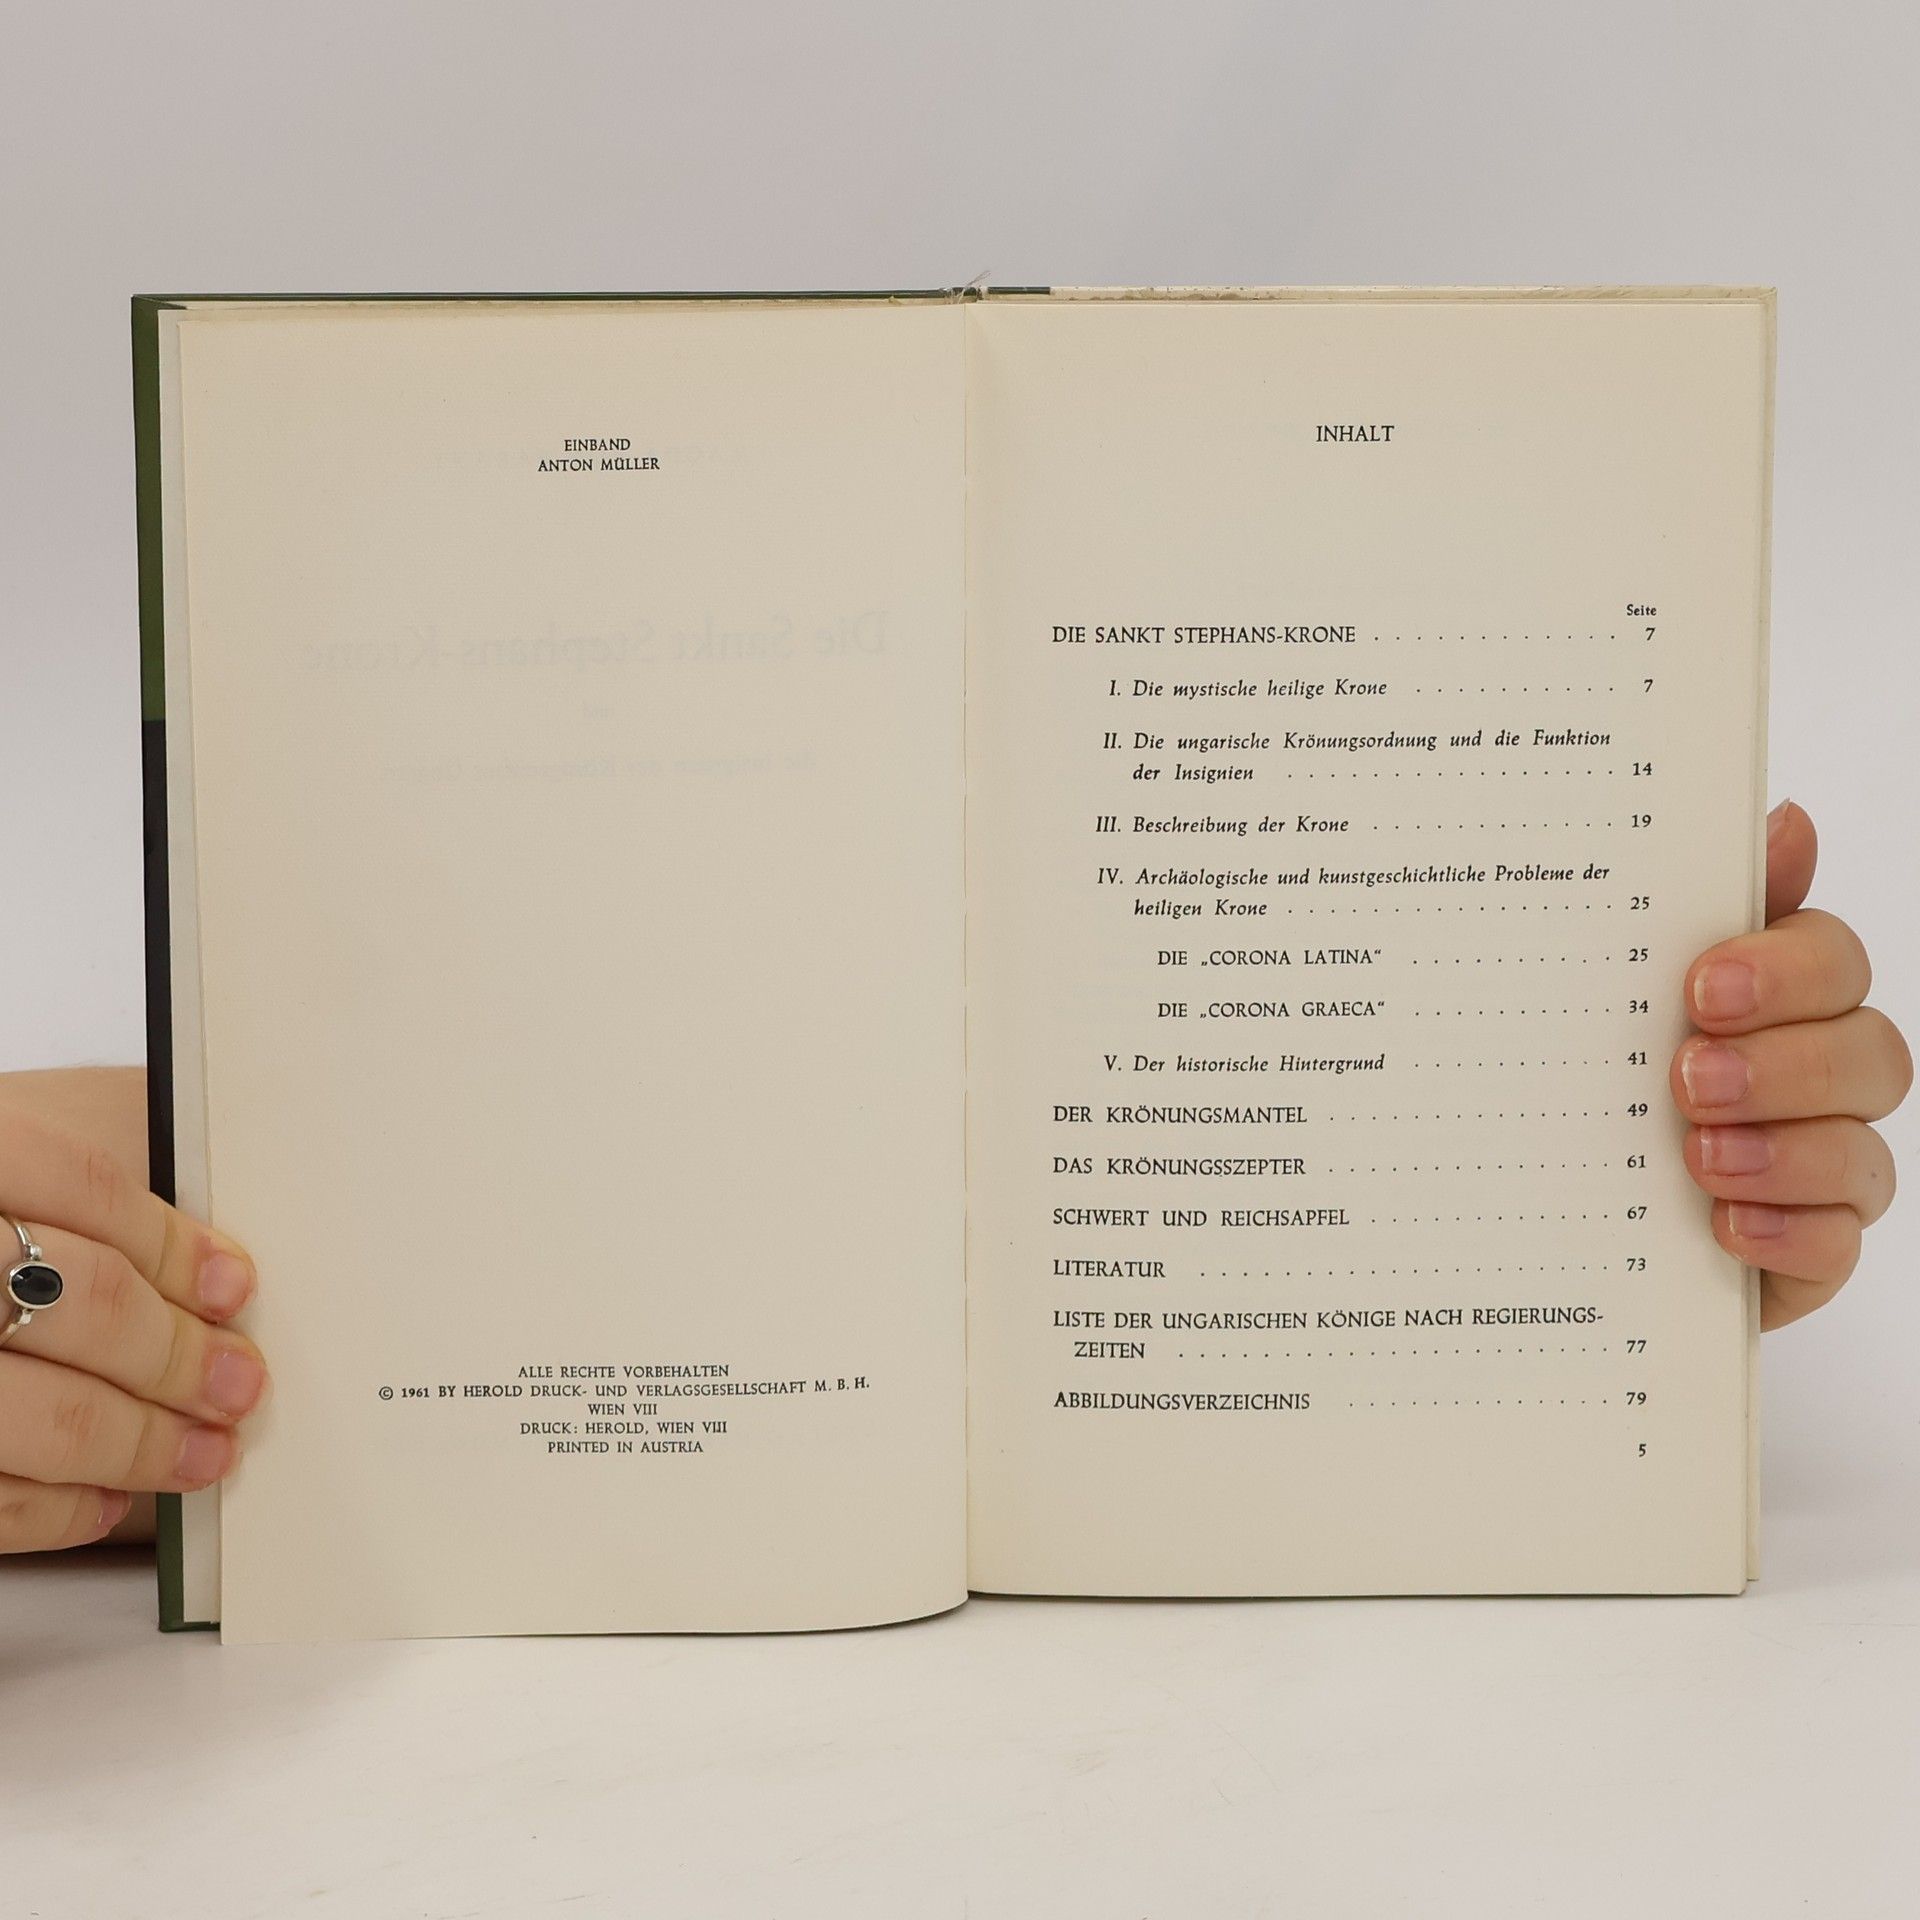 EINBAND
ANTON MÜLLER
ALLE RECHTE VORBEHALTEN
© 1961 BY HEROLD DRUCK- UND VERLAGSGESELLSCHAFT M. B. H.
WIEN VIII
DRUCK: HEROLD, WIEN VIII
PRINTED IN AUSTRIA
INHALT
Seite
DIE SANKT STEPHANS-KRONE . . . . . . . . . . . . 7
I. Die mystische heilige Krone . . . . . . . . . . 7
II. Die ungarische Krönungsordnung und die Funktion
der Insignien . . . . . . . . . . . . . . . . 14
III. Beschreibung der Krone . . . . . . . . . . . . 19
IV. Archäologische und kunstgeschichtliche Probleme der
heiligen Krone . . . . . . . . . . . . . . . . 25
DIE „CORONA LATINA“ . . . . . . . . . . 25
DIE „CORONA GRAECA“ . . . . . . . . . . 34
V. Der historische Hintergrund . . . . . . . . . . 41
DER KRÖNUNGSMANTEL . . . . . . . . . . . . . . 49
DAS KRÖNUNGSSZEPTER . . . . . . . . . . . . . . 61
SCHWERT UND REICHSAPFEL . . . . . . . . . . . . 67
LITERATUR . . . . . . . . . . . . . . . . . . . . 73
LISTE DER UNGARISCHEN KÖNIGE NACH REGIERUNGS-
ZEITEN . . . . . . . . . . . . . . . . . . . . . 77
ABBILDUNGSVERZEICHNIS . . . . . . . . . . . . . 79
5